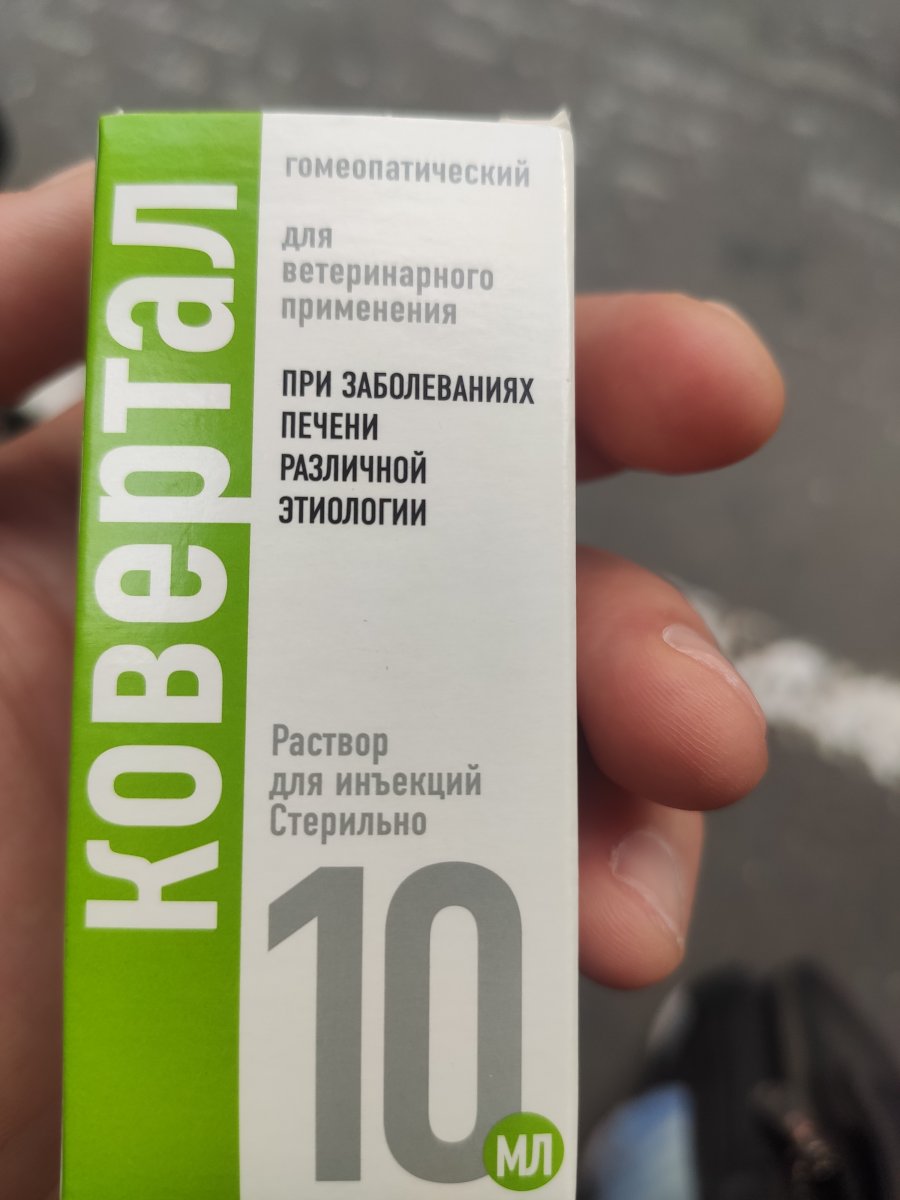 ковертал
гомеопатический
для
ветеринарного
применения
ПРИ ЗАБОЛЕВАНИЯХ
ПЕЧЕНИ
РАЗЛИЧНОЙ
ЭТИОЛОГИИ
Раствор
для инъекций
Стерильно
10
МЛ